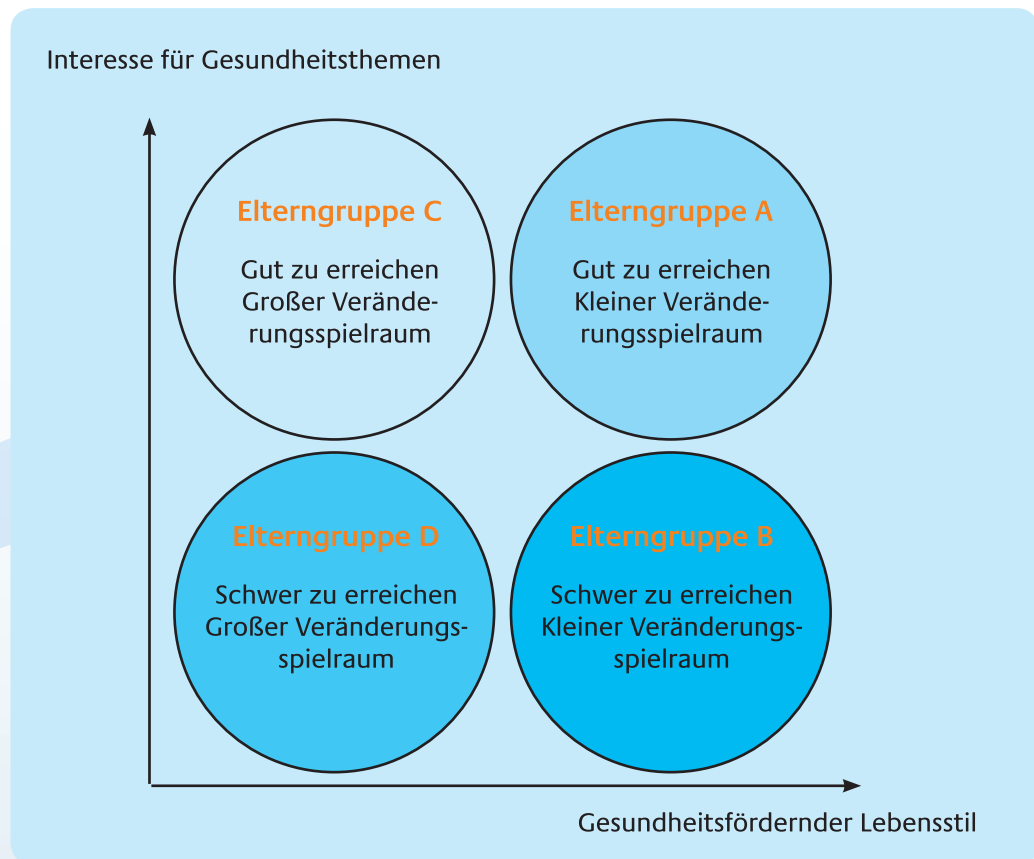 Interesse für Gesundheitsthemen
Elterngruppe C
Gut zu erreichen
Großer Verände-
rungsspielraum
Elterngruppe A
Gut zu erreichen
Kleiner Verände-
rungsspielraum
Elterngruppe D
Schwer zu erreichen
Großer Veränderungs-
spielraum
Elterngruppe B
Schwer zu erreichen
Kleiner Veränderungs-
spielraum
Gesundheitsfördernder Lebensstil